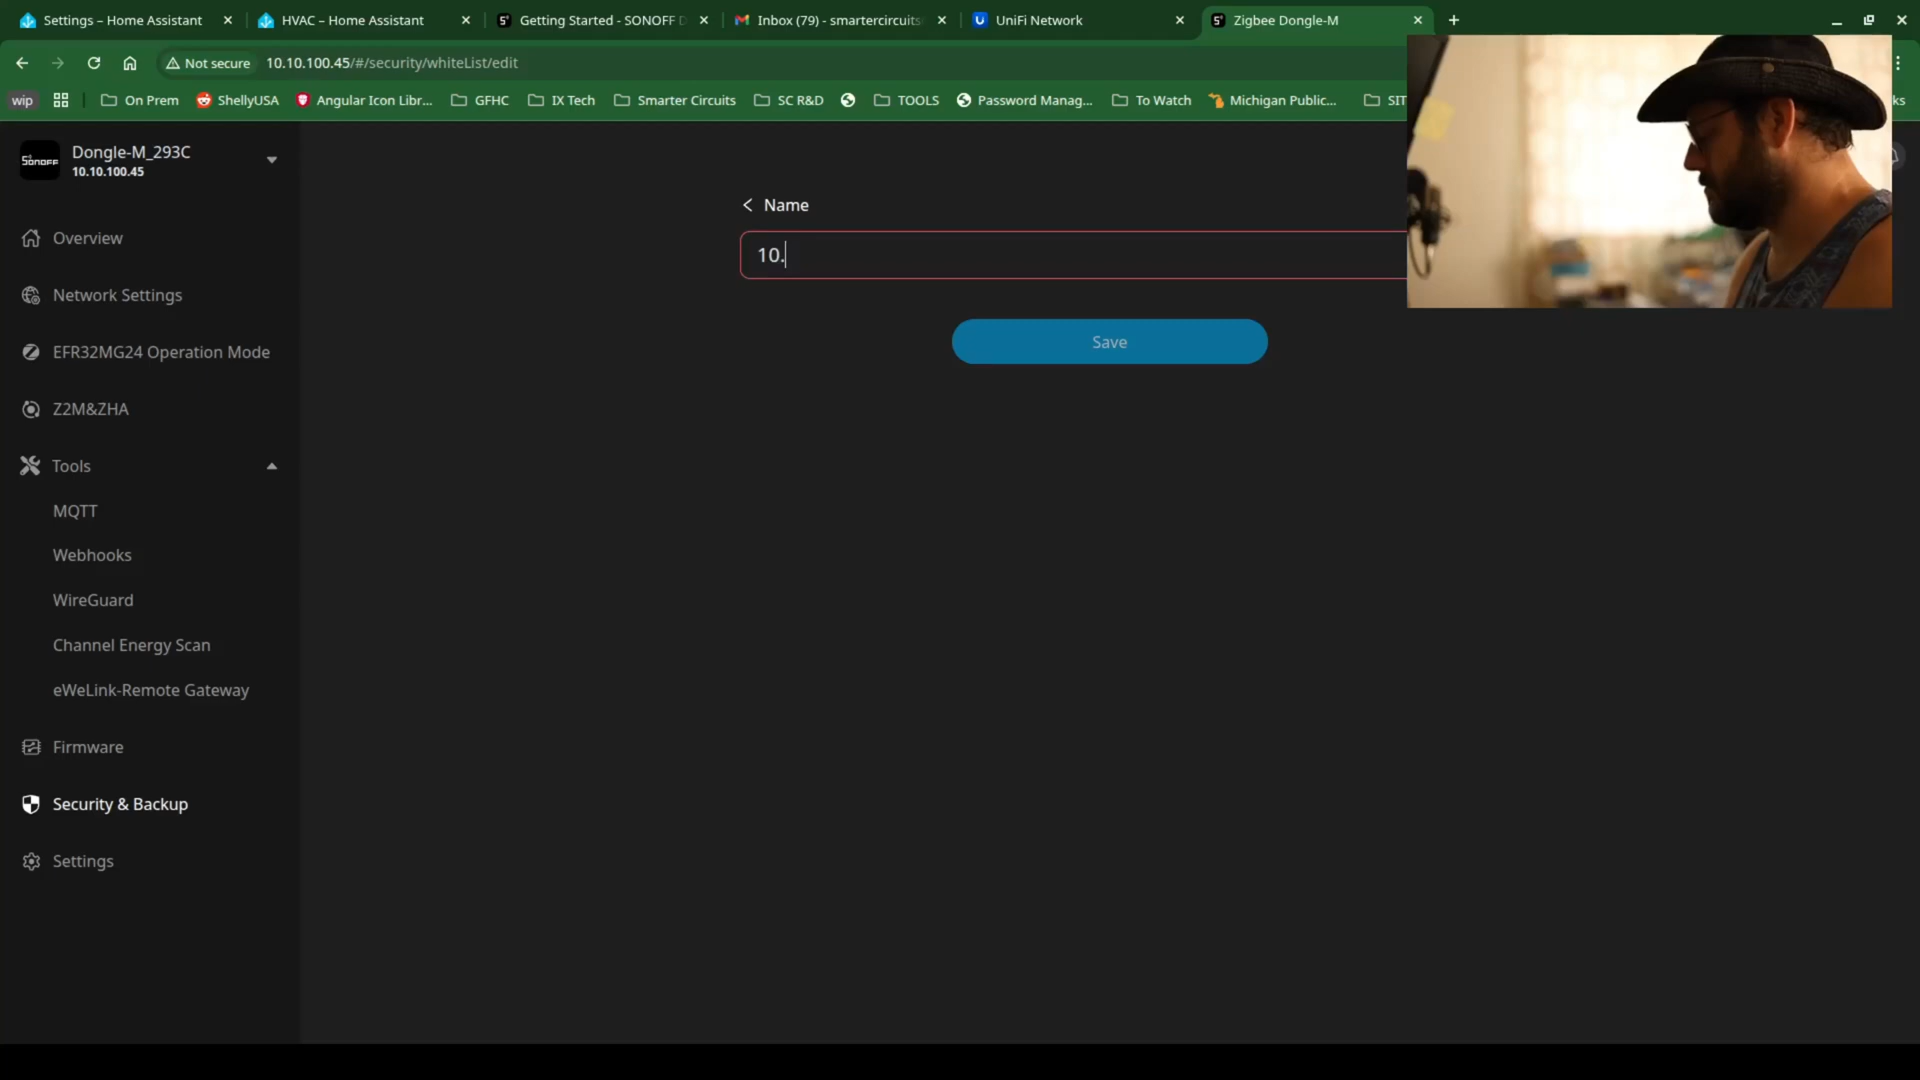 Settings – Home Assistant
HVAC – Home Assistant
Getting Started - SONOFF D
Inbox (79) - smartercircuits
UniFi Network
Zigbee Dongle-M
Not secure
10.10.100.45/#/security/whiteList/edit
wip
On Prem
ShellyUSA
Angular Icon Libr...
GFHC
IX Tech
Smarter Circuits
SC R&D
TOOLS
Password Manag...
To Watch
Michigan Public...
SIT
ks
SONOFF
Dongle-M_293C
10.10.100.45
Name
10.
Save
Overview
Network Settings
EFR32MG24 Operation Mode
Z2M&ZHA
Tools
MQTT
Webhooks
WireGuard
Channel Energy Scan
eWeLink-Remote Gateway
Firmware
Security & Backup
Settings